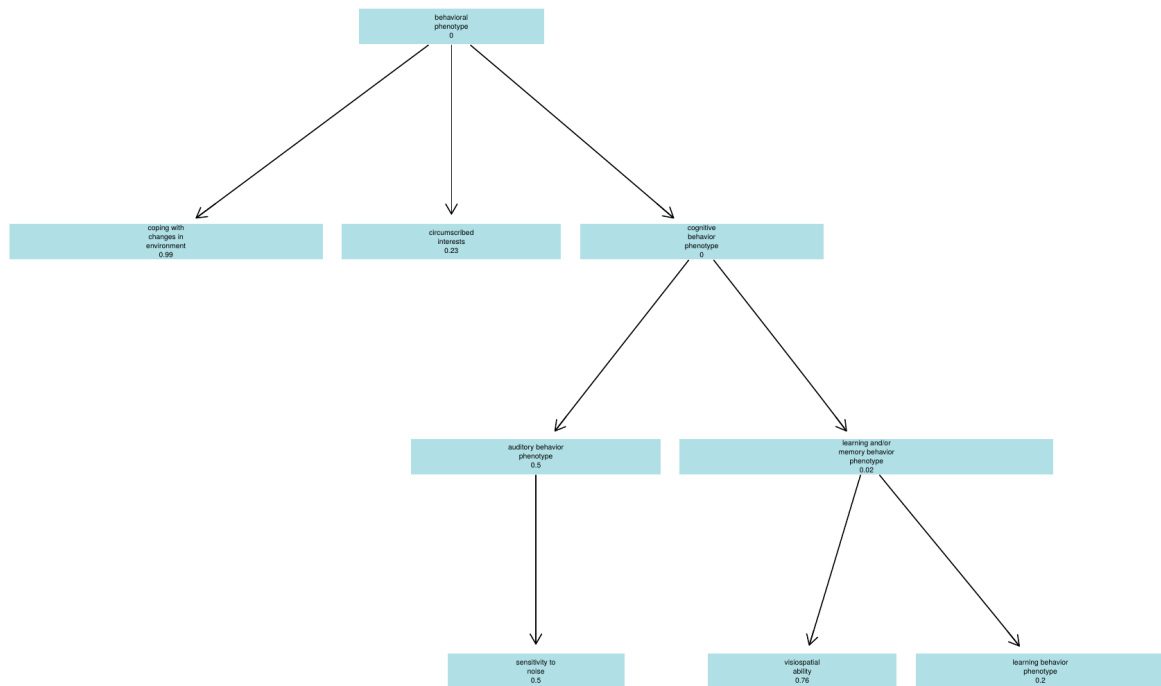 behavioral
phenotype
0
coping with
changes in
environment
0.99
circumscribed
interests
0.23
cognitive
behavior
phenotype
0
auditory behavior
phenotype
0.5
learning and/or
memory behavior
phenotype
0.02
sensitivity to
noise
0.5
visiospatial
ability
0.76
learning behavior
phenotype
0.2